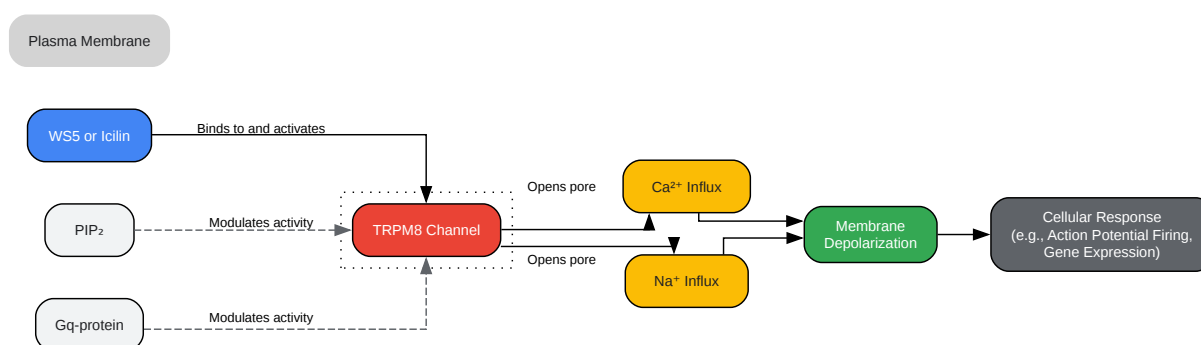 Plasma Membrane
WS5 or Icilin
Binds to and activates
PIP₂
Modulates activity
Gq-protein
Modulates activity
TRPM8 Channel
Opens pore
Opens pore
Ca²⁺ Influx
Na⁺ Influx
Membrane
Depolarization
Cellular Response
(e.g., Action Potential Firing,
Gene Expression)